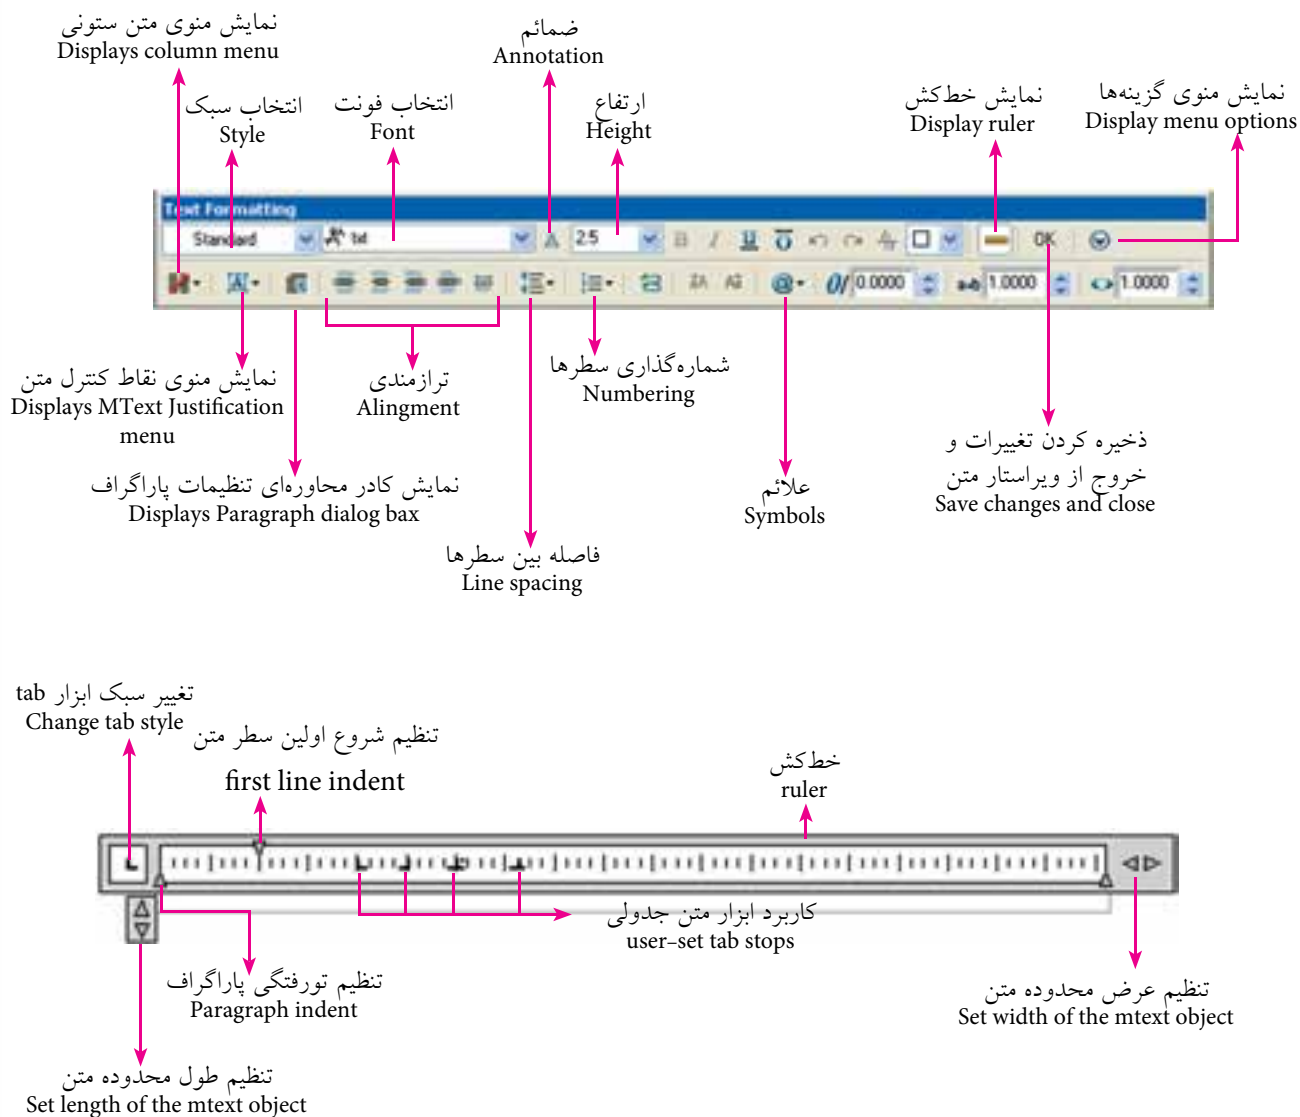 نمایش منوی متن ستونی
Displays column menu
ضمائم
Annotation
انتخاب سبک
Style
انتخاب فونت
Font
ارتفاع
Height
نمایش خط‌کش
Display ruler
نمایش منوی گزینه‌ها
Display menu options
Text Formatting
Standard
txt
2.5
B I U O
OK
@ 0/ 0.0000 a-b 1.0000 1.0000
نمایش منوی نقاط کنترل متن
Displays MText Justification
menu
ترازمندی
Alingment
شماره‌گذاری سطرها
Numbering
نمایش کادر محاوره‌ای تنظیمات پاراگراف
Displays Paragraph dialog bax
فاصله بین سطرها
Line spacing
علائم
Symbols
ذخیره کردن تغییرات و
خروج از ویراستار متن
Save changes and close
تغییر سبک ابزار tab
Change tab style
تنظیم شروع اولین سطر متن
first line indent
خط‌کش
ruler
کاربرد ابزار متن جدولی
user-set tab stops
تنظیم تورفتگی پاراگراف
Paragraph indent
تنظیم عرض محدوده متن
Set width of the mtext object
تنظیم طول محدوده متن
Set length of the mtext object